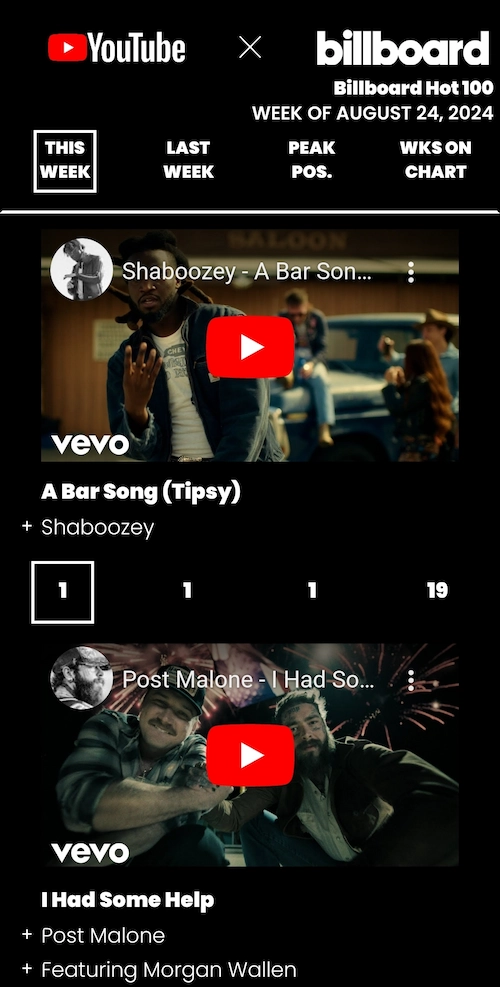 YouTube
billboard
Billboard Hot 100
WEEK OF AUGUST 24, 2024
THIS WEEK
LAST WEEK
PEAK POS.
WKS ON CHART
SALOON
Shaboozey - A Bar Son...
CHEV
vevo
A Bar Song (Tipsy)
+ Shaboozey
1 1 1 19
Post Malone - I Had So...
vevo
I Had Some Help
+ Post Malone
+ Featuring Morgan Wallen